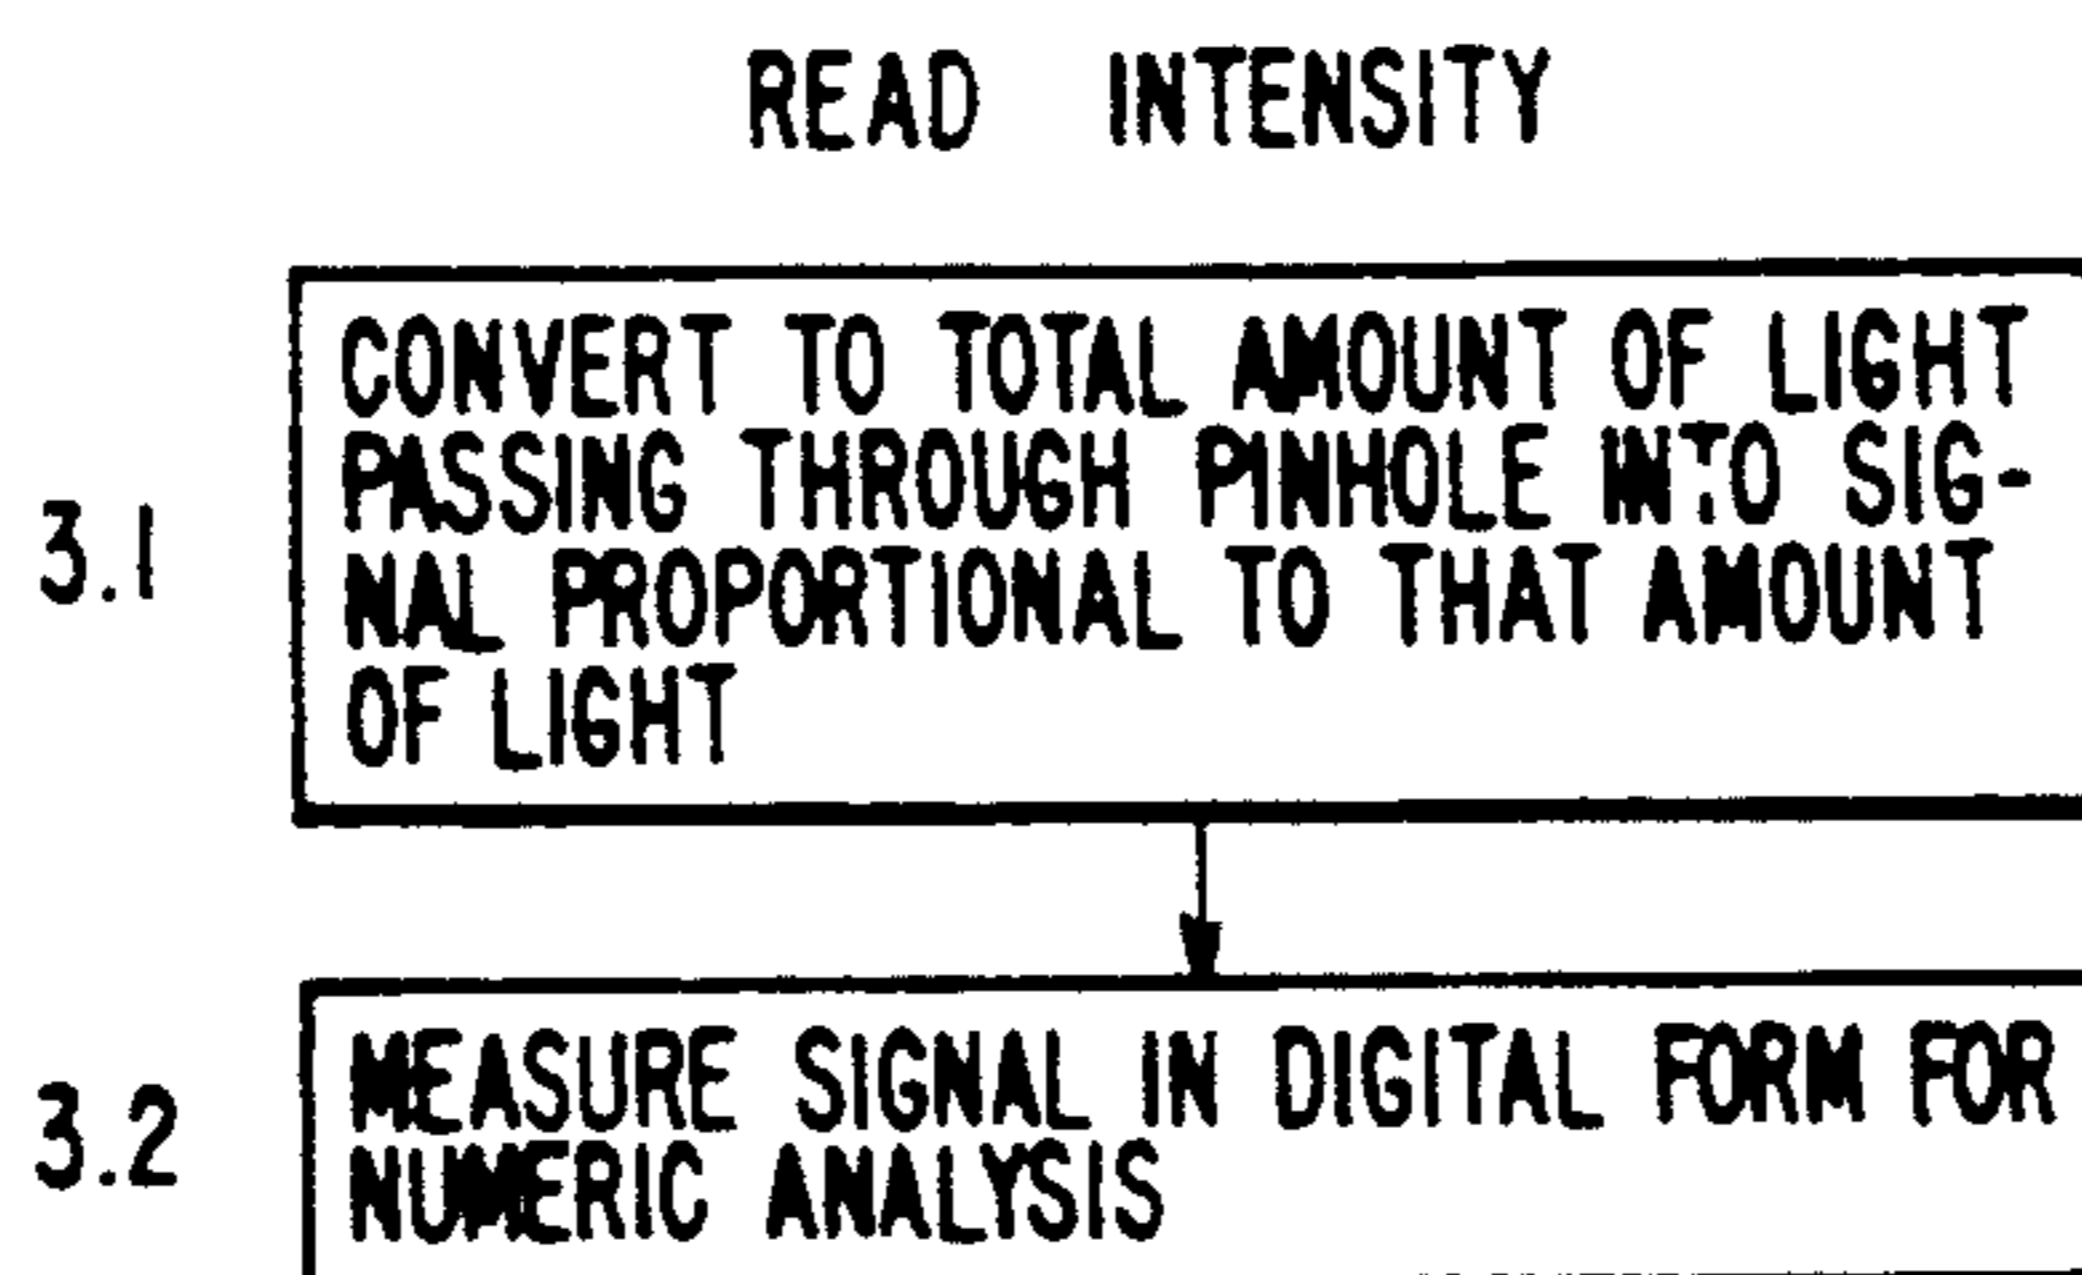 READ INTENSITY
CONVERT TO TOTAL AMOUNT OF LIGHT
PASSING THROUGH PINHOLE INTO SIG-
3.1
NAL PROPORTIONAL TO THAT AMOUNT
OF LIGHT
MEASURE SIGNAL IN DIGITAL FORM FOR
3.2
NUMERIC ANALYSIS